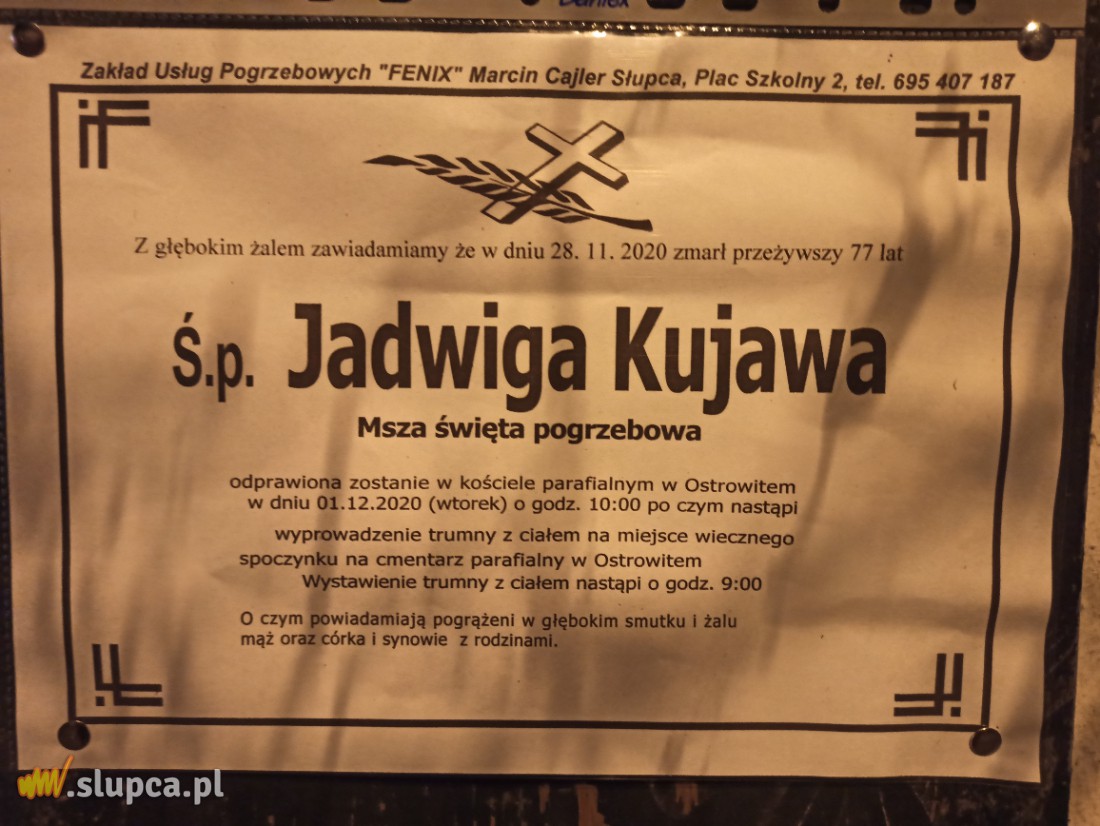 Zakład Usług Pogrzebowych "FENIX" Marcin Cajler Słupca, Plac Szkolny 2, tel. 695 407 187
Z głębokim żalem zawiadamiamy że w dniu 28. 11. 2020 zmarł przeżywszy 77 lat
Ś.p. Jadwiga Kujawa
Msza święta pogrzebowa
odprawiona zostanie w kościele parafialnym w Ostrowitem
w dniu 01.12.2020 (wtorek) o godz. 10:00 po czym nastąpi
wyprowadzenie trumny z ciałem na miejsce wiecznego
spoczynku na cmentarz parafialny w Ostrowitem
Wystawienie trumny z ciałem nastąpi o godz. 9:00
O czym powiadamiają pogrążeni w głębokim smutku i żalu
mąż oraz córka i synowie z rodzinami.
www.slupca.pl